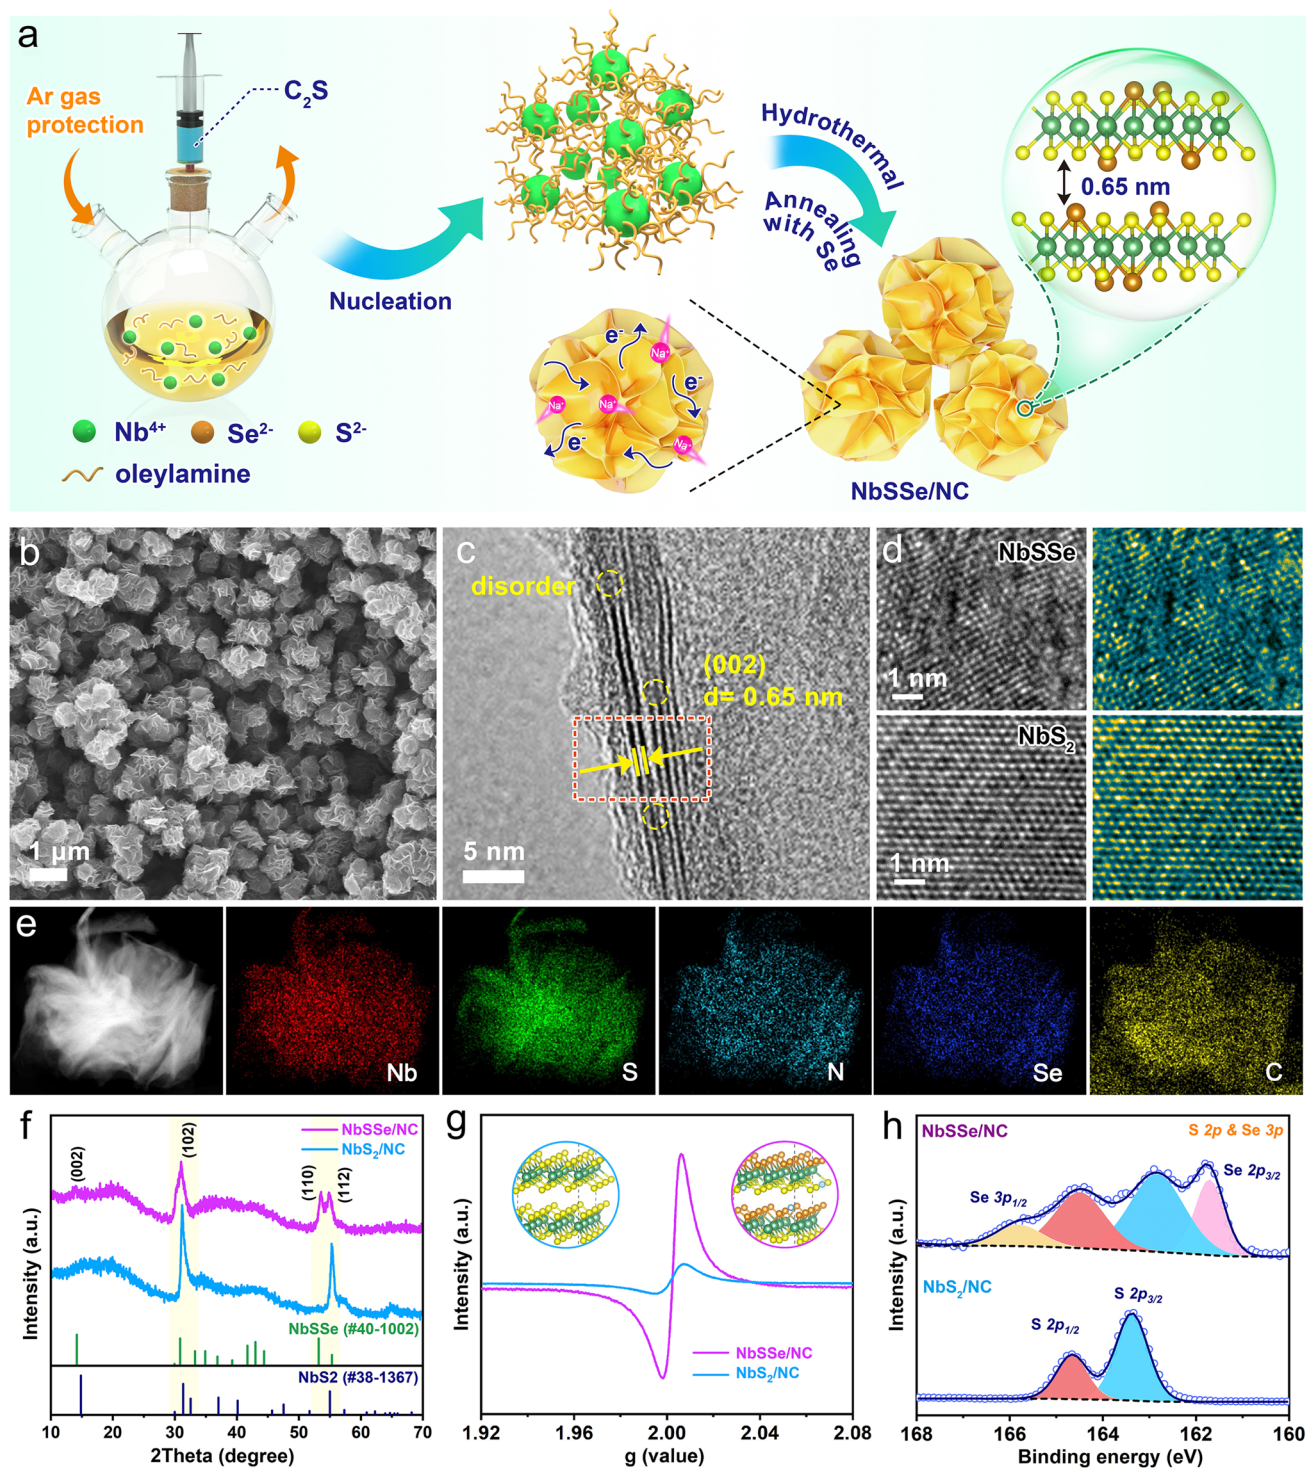 a
Ar gas
protection
C₂S
Nucleation
Hydrothermal
Annealing
with Se
0.65 nm
e⁻
Na⁺
e⁻
Na⁺
Na⁺
e⁻
Na⁺
Nb⁴⁺
Se²⁻
S²⁻
oleylamine
NbSSe/NC
b
1 μm
c
disorder
(002)
d= 0.65 nm
5 nm
d
NbSSe
1 nm
NbS₂
1 nm
e
Nb
S
N
Se
C
f
NbSSe/NC
NbS₂/NC
(002)
(102)
(110)
(112)
NbSSe (#40-1002)
NbS2 (#38-1367)
Intensity (a.u.)
10 20 30 40 50 60 70
2Theta (degree)
g
NbSSe/NC
NbS₂/NC
Intensity (a.u.)
1.92 1.96 2.00 2.04 2.08
g (value)
h
NbSSe/NC
S 2p & Se 3p
Se 3p₁/₂
Se 2p₃/₂
NbS₂/NC
S 2p₁/₂
S 2p₃/₂
Intensity (a.u.)
168 166 164 162 160
Binding energy (eV)